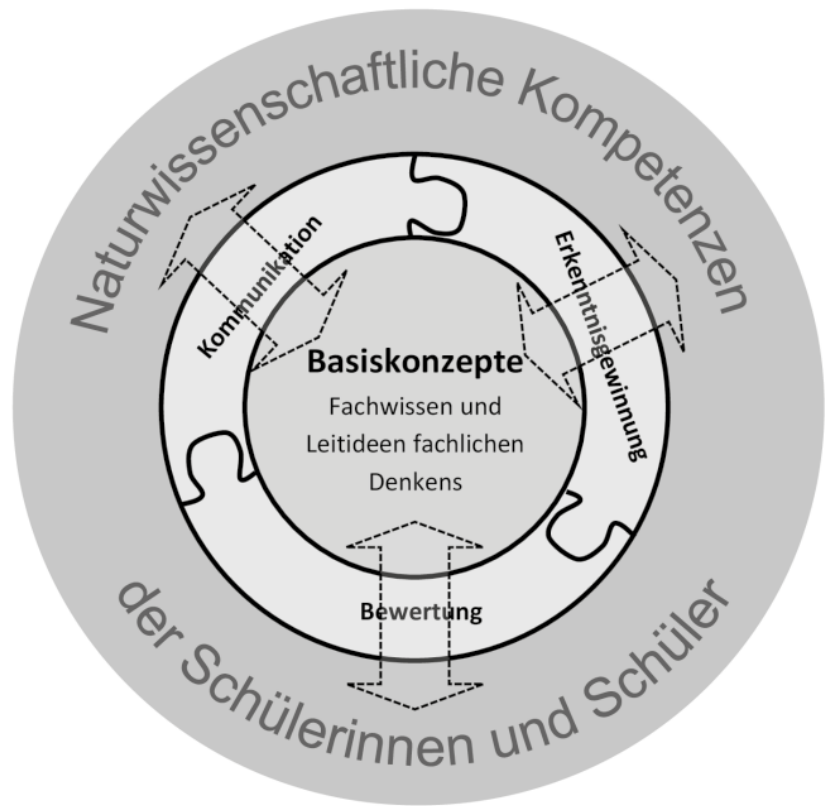 Naturwissenschaftliche Kompetenzen
Kommunikation
Erkenntnisgewinnung
Basiskonzepte
Fachwissen und
Leitideen fachlichen
Denkens
Bewertung
der Schülerinnen und Schüler